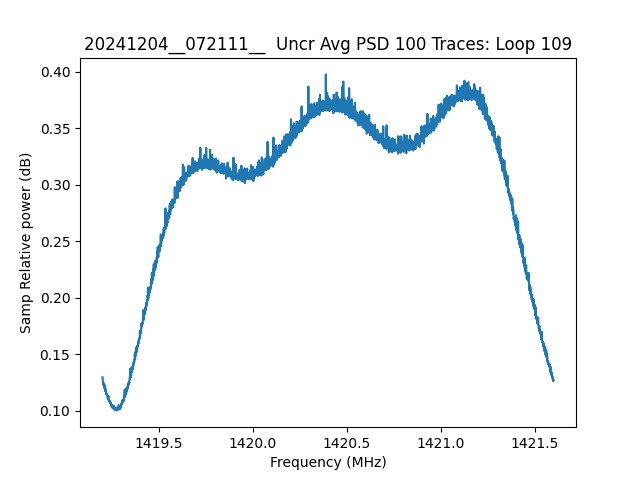 20241204__072111__  Uncr Avg PSD 100 Traces: Loop 109
0.40
0.35
0.30
0.25
0.20
0.15
0.10
Samp Relative power (dB)
1419.5 1420.0 1420.5 1421.0 1421.5
Frequency (MHz)